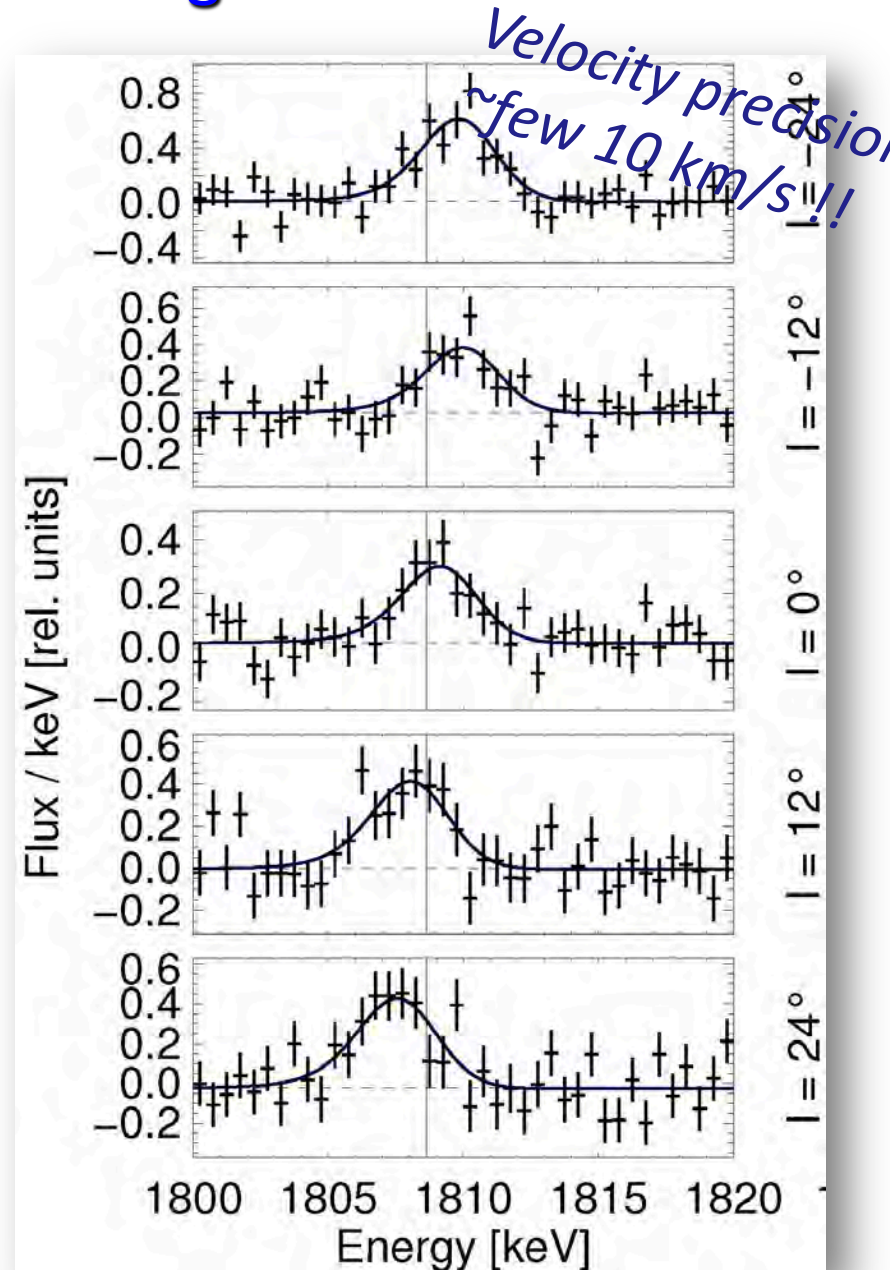 Velocity precision
~few 10 km/s !!
0.8
0.4
0.0
−0.4
l = −24°
0.6
0.4
0.2
0.0
−0.2
l = −12°
0.4
0.2
0.0
−0.2
l = 0°
0.6
0.4
0.2
0.0
−0.2
l = 12°
0.6
0.4
0.2
0.0
−0.2
l = 24°
Flux / keV [rel. units]
1800 1805 1810 1815 1820
Energy [keV]